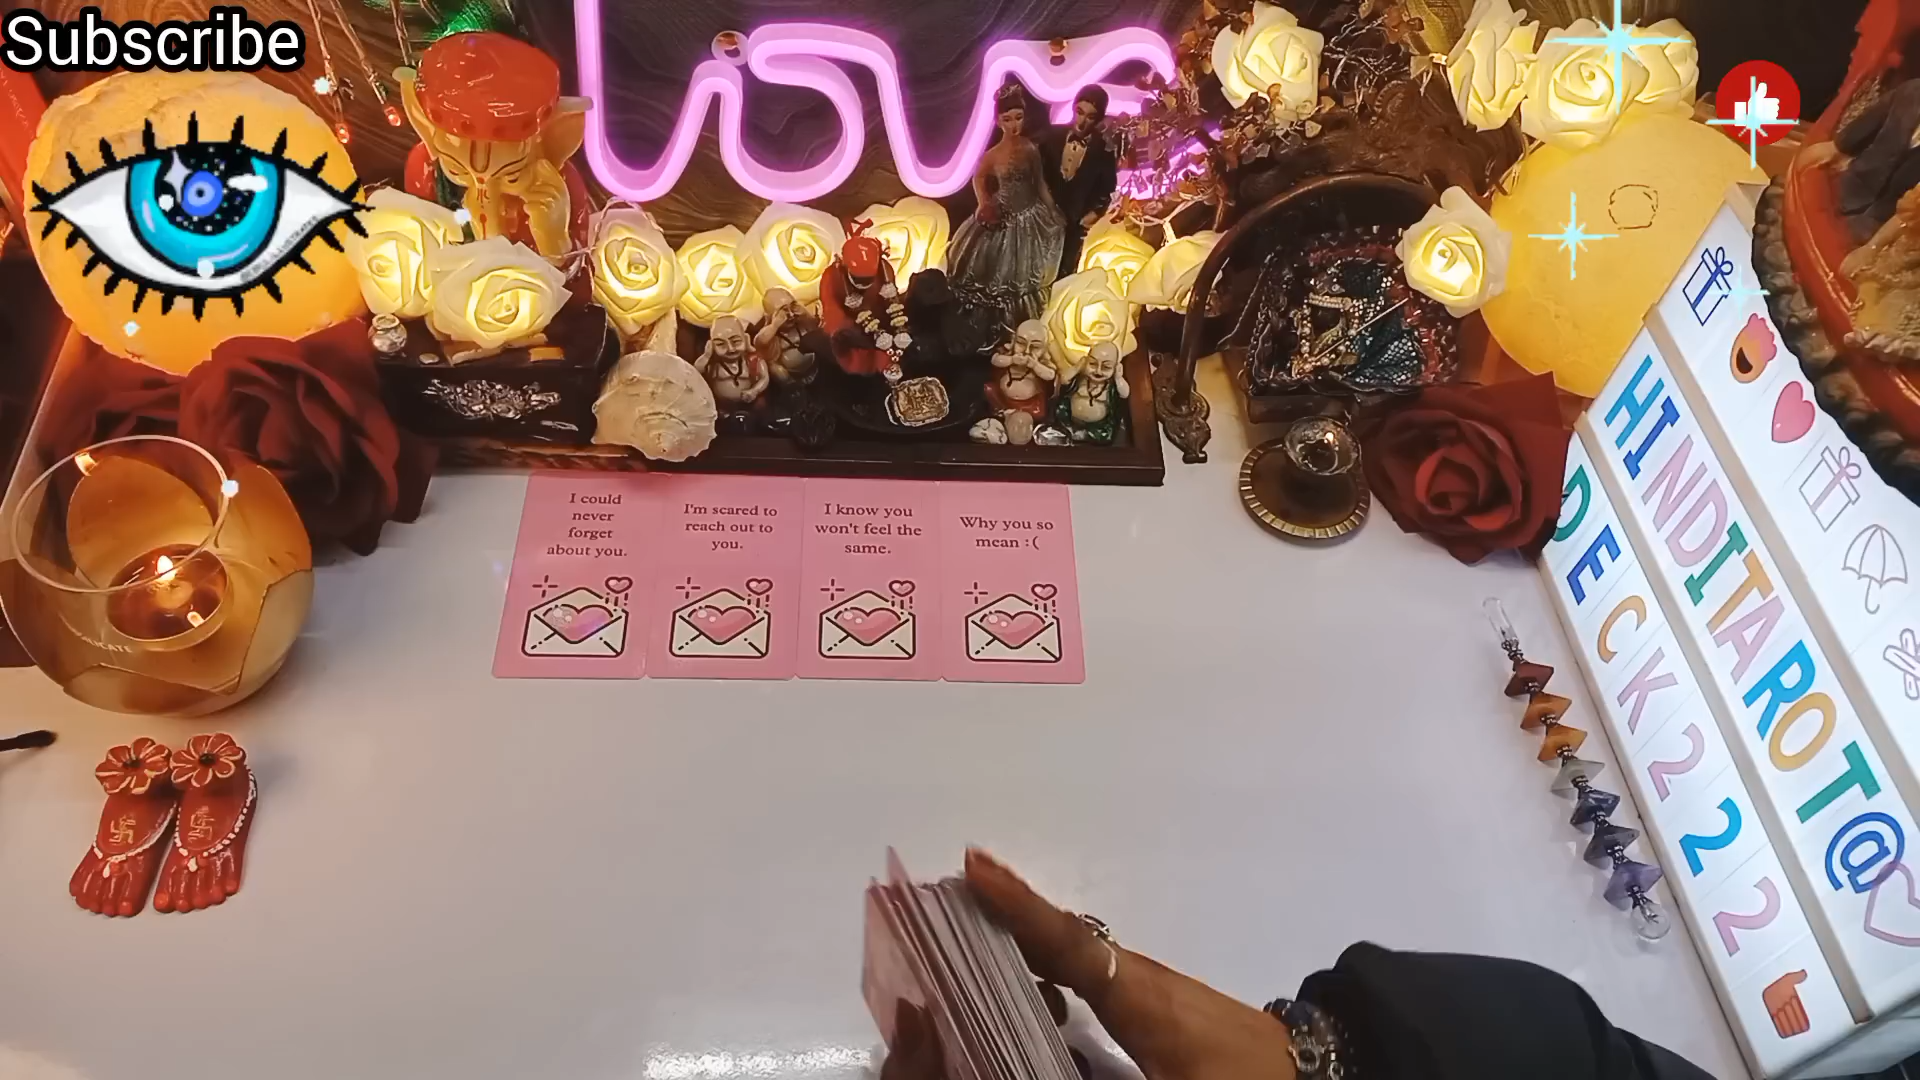 Subscribe
love
I could
never
forget
about you.
I'm scared to
reach out to
you.
I know you
won't feel the
same.
Why you so
mean :(
HINDITAROT@
DECK222